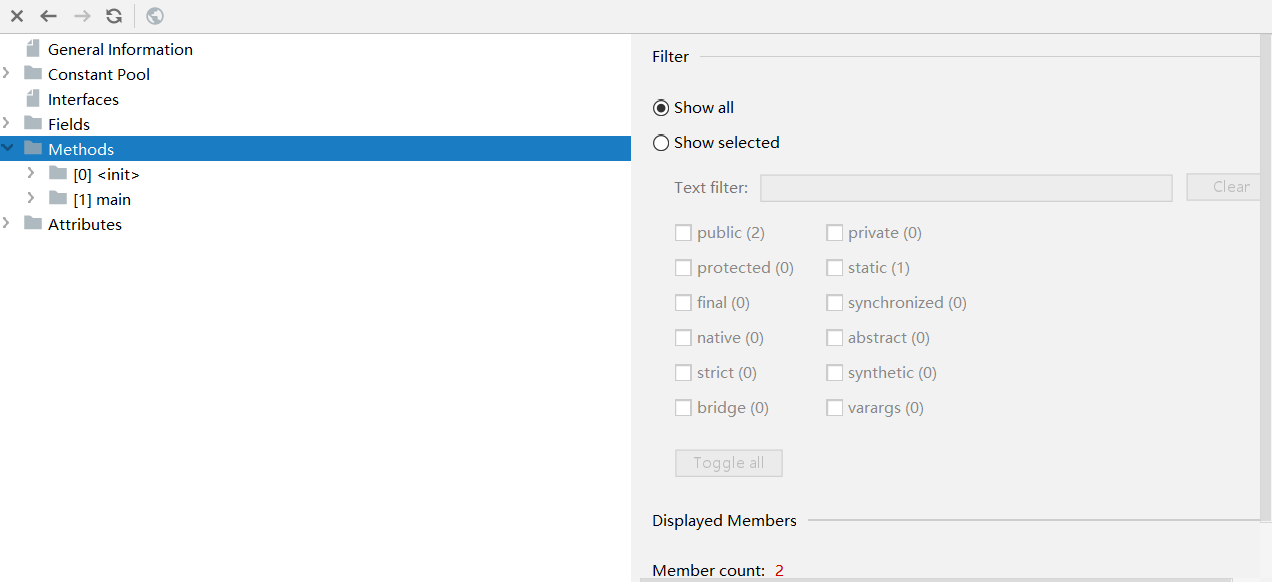 General Information
Constant Pool
Interfaces
Fields
Methods
[0] <init>
[1] main
Attributes
Filter
Show all
Show selected
Text filter:
Clear
public (2) private (0)
protected (0) static (1)
final (0) synchronized (0)
native (0) abstract (0)
strict (0) synthetic (0)
bridge (0) varargs (0)
Toggle all
Displayed Members
Member count: 2